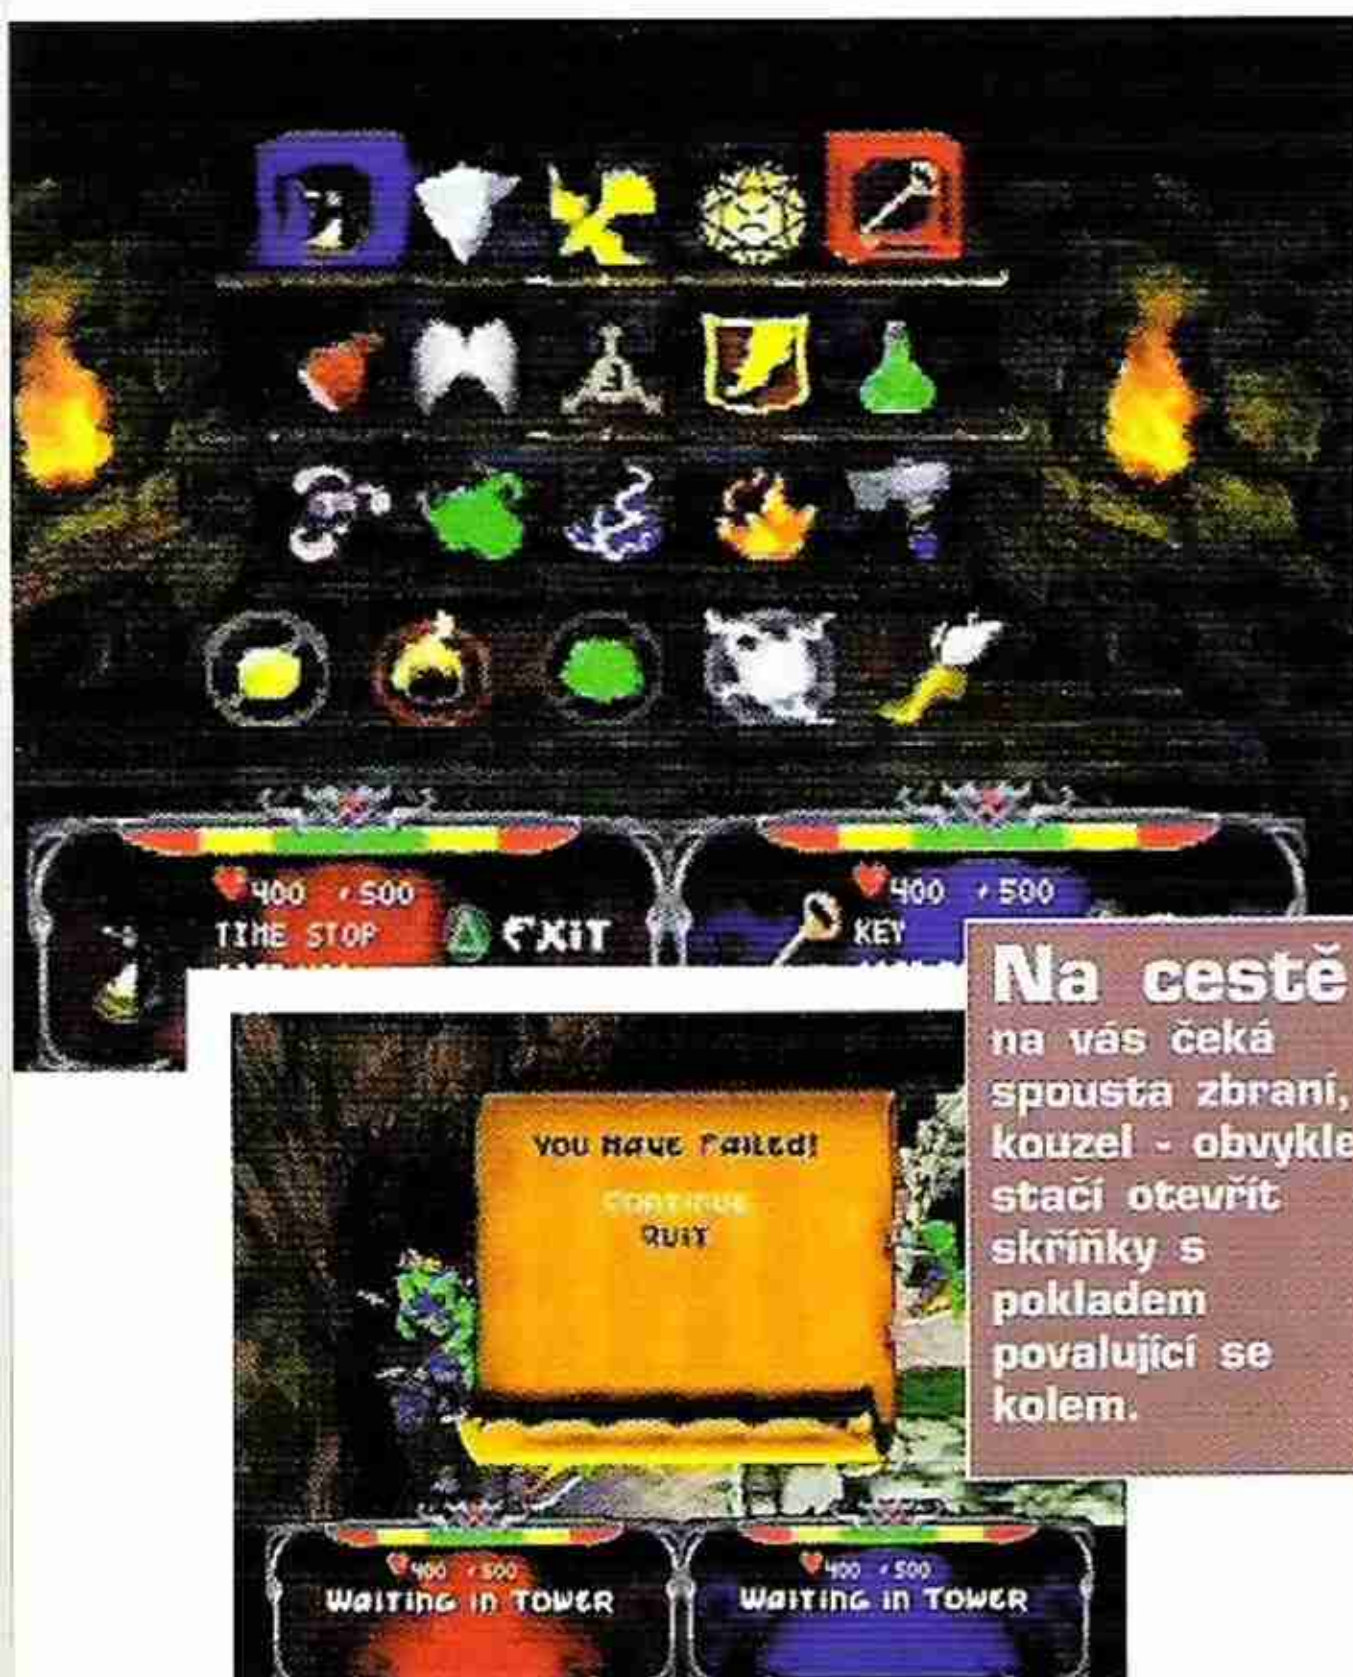 400 500
TIME STOP
EXIT
400 500
KEY
Na cestě
na vás čeká
spousta zbraní,
kouzel - obvykle
stačí otevřít
skříňky s
pokladem
povalující se
kolem.
YOU HAVE FAILED!
CONTINUE
QUIT
400 500
WAITING IN TOWER
400 500
WAITING IN TOWER